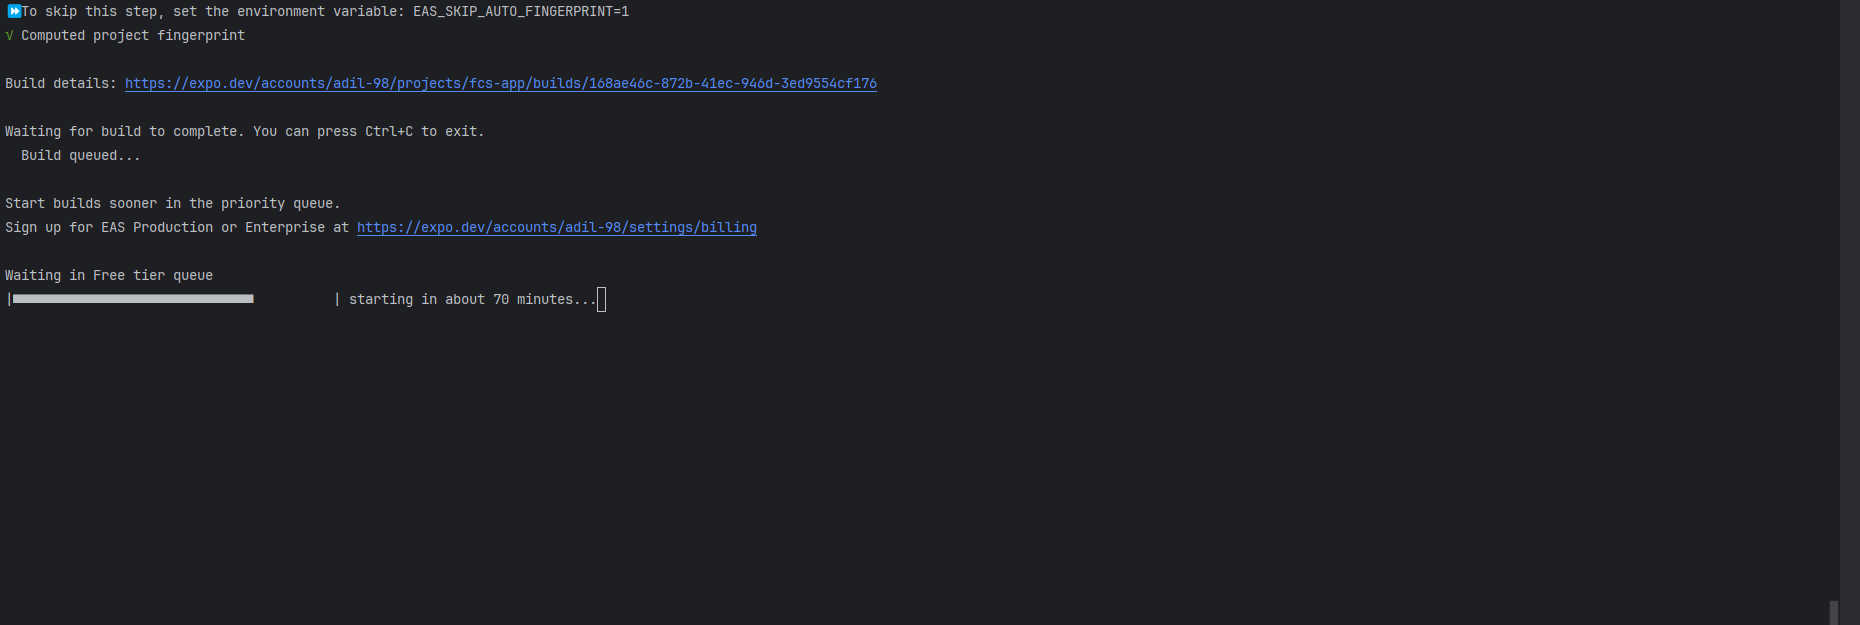 ⏩To skip this step, set the environment variable: EAS_SKIP_AUTO_FINGERPRINT=1
√ Computed project fingerprint
Build details: https://expo.dev/accounts/adil-98/projects/fcs-app/builds/168ae46c-872b-41ec-946d-3ed9554cf176
Waiting for build to complete. You can press Ctrl+C to exit.
Build queued...
Start builds sooner in the priority queue.
Sign up for EAS Production or Enterprise at https://expo.dev/accounts/adil-98/settings/billing
Waiting in Free tier queue
|■■■■■■■■■■■■■■■■■■■■■■■■■■■■■■          | starting in about 70 minutes...